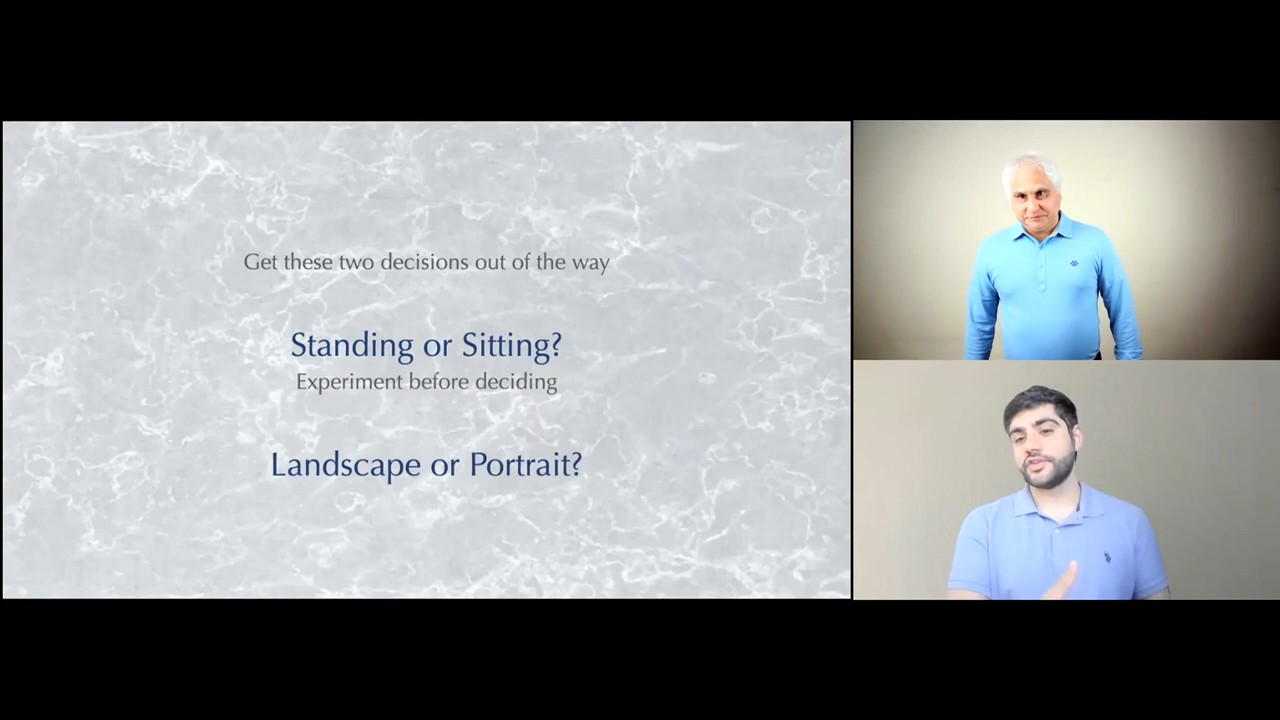 Get these two decisions out of the way
Standing or Sitting?
Experiment before deciding
Landscape or Portrait?